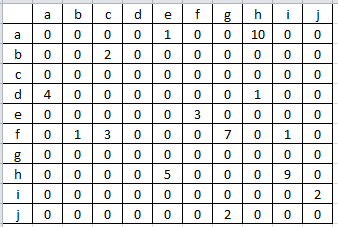 a b c d e f g h i j
a 0 0 0 0 1 0 0 10 0 0
b 0 0 2 0 0 0 0 0 0 0
c 0 0 0 0 0 0 0 0 0 0
d 4 0 0 0 0 0 0 1 0 0
e 0 0 0 0 0 3 0 0 0 0
f 0 1 3 0 0 0 7 0 1 0
g 0 0 0 0 0 0 0 0 0 0
h 0 0 0 0 5 0 0 0 9 0
i 0 0 0 0 0 0 0 0 0 2
j 0 0 0 0 0 0 2 0 0 0